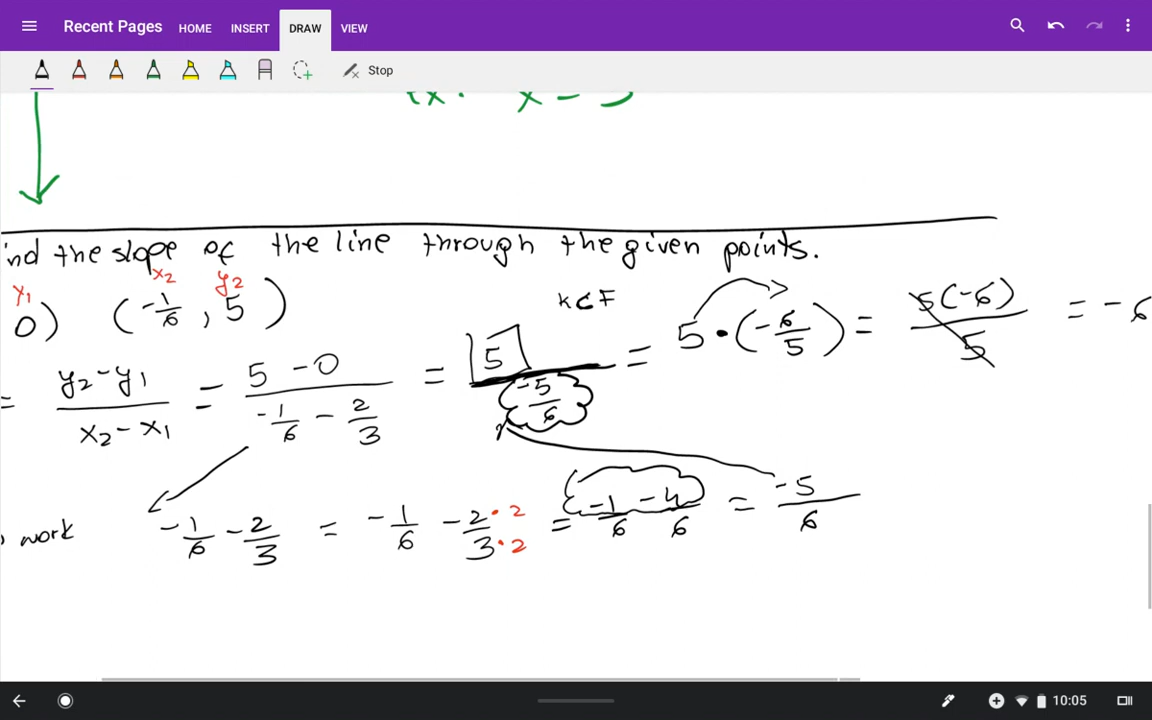 Recent Pages HOME INSERT DRAW VIEW
Stop
x = 5
ind the slope of the line through the given points.
x₁ x₂ y₂
0) (-1/6, 5) KCF
= y₂-y₁/x₂-x₁ = 5-0/(-1/6 - 2/3) = 5/(-5/6) = 5•(-6/5) = 5(-6)/5 = -6
work -1/6 - 2/3 = -1/6 - 2•2/3•2 = -1/6 -4/6 = -5/6
10:05